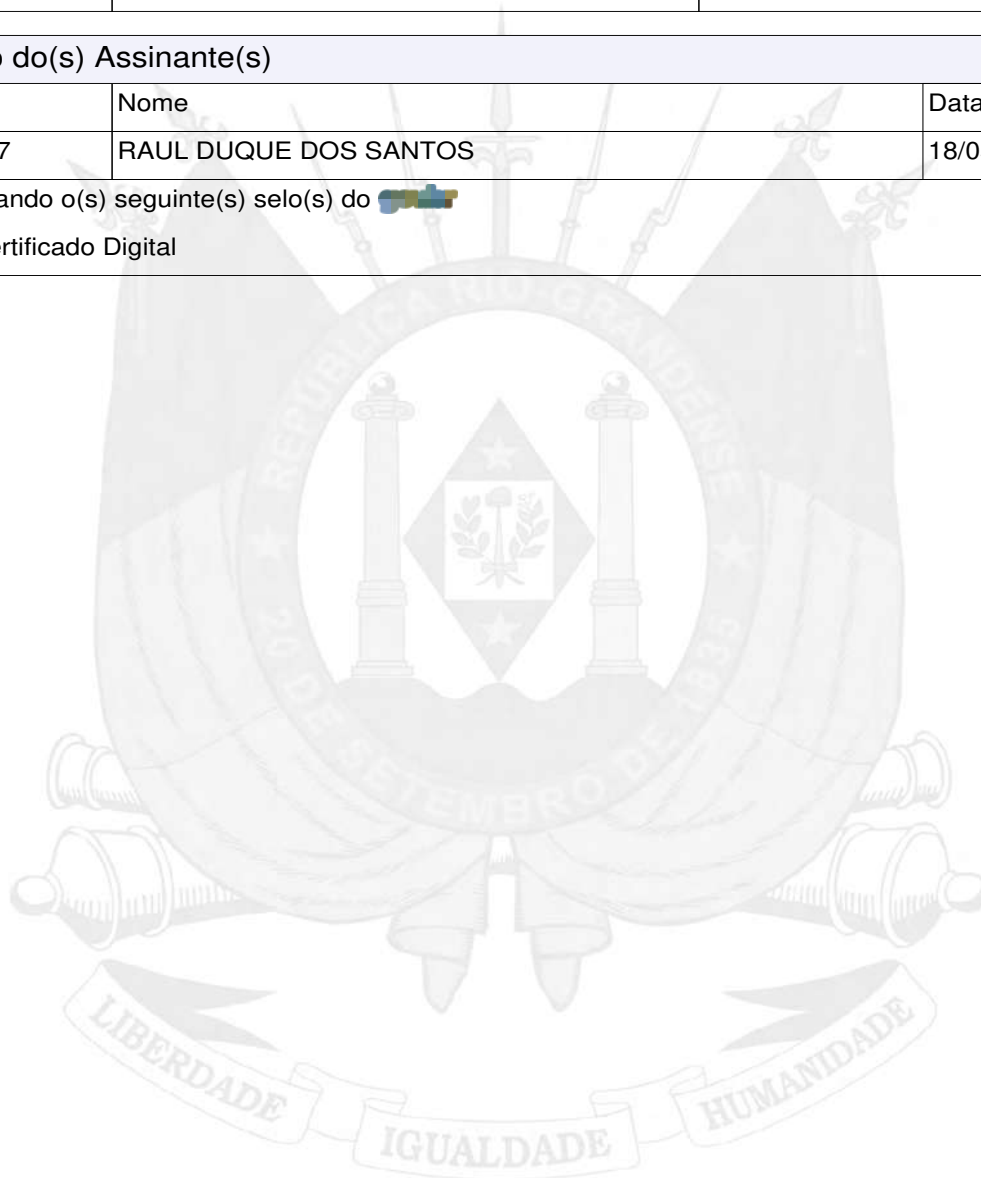 o do(s) Assinante(s)
Nome Data
7 RAUL DUQUE DOS SANTOS 18/0
ando o(s) seguinte(s) selo(s) do
ertificado Digital
REPUBLICA RIO GRANDENSE
20 DE SETEMBRO DE 1835
LIBERDADE IGUALDADE HUMANIDADE